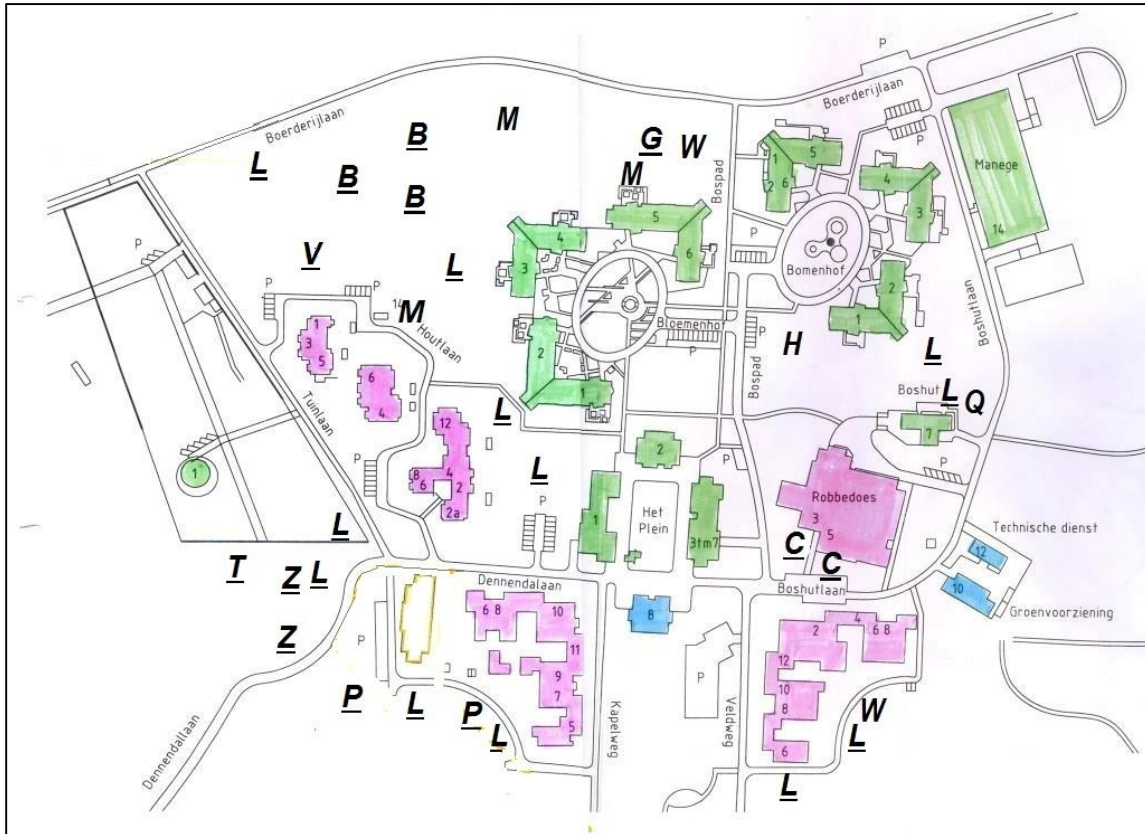 P
Boerderijlaan
Boerderijlaan
B
M
L
B
B
G
W
M
Bospad
1
5
2
6
P
4
3
Manege
14
P
V
L
5
6
4
3
P
Bomenhof
Boshutlaan
2
1
P
P
14
M
Houtlaan
Bloemenhof
P
P
H
L
1
3
5
6
4
2
1
Bospad
Boshut
L
Q
7
Tuinlaan
L
12
8
6
4
2
2a
P
L
P
2
P
P
Robbedoes
3
5
1
1
Het
Plein
3tm7
L
C
C
Technische dienst
12
10
Groenvoorziening
T
Z
L
Dennendalaan
Boshutlaan
6 8
10
8
2
4
6 8
Z
P
11
9
7
5
12
10
8
6
P
L
P
L
Kapelweg
P
Veldweg
W
L
L
Dennendallaan